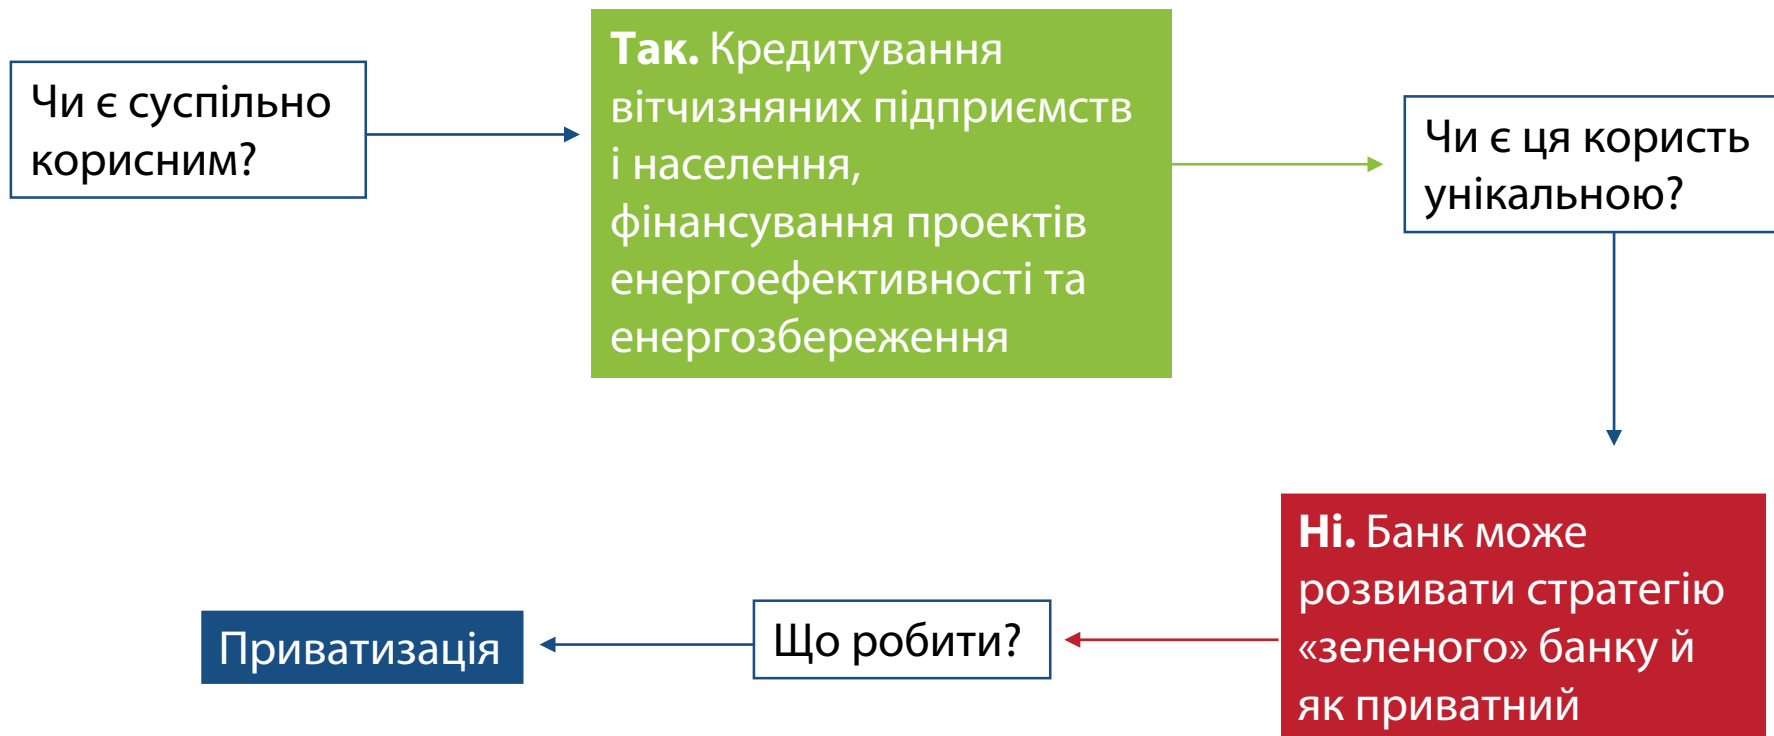 Чи є суспільно
корисним?
Так. Кредитування
вітчизняних підприємств
і населення,
фінансування проектів
енергоефективності та
енергозбереження
Чи є ця користь
унікальною?
Ні. Банк може
розвивати стратегію
«зеленого» банку й
як приватний
Що робити?
Приватизація